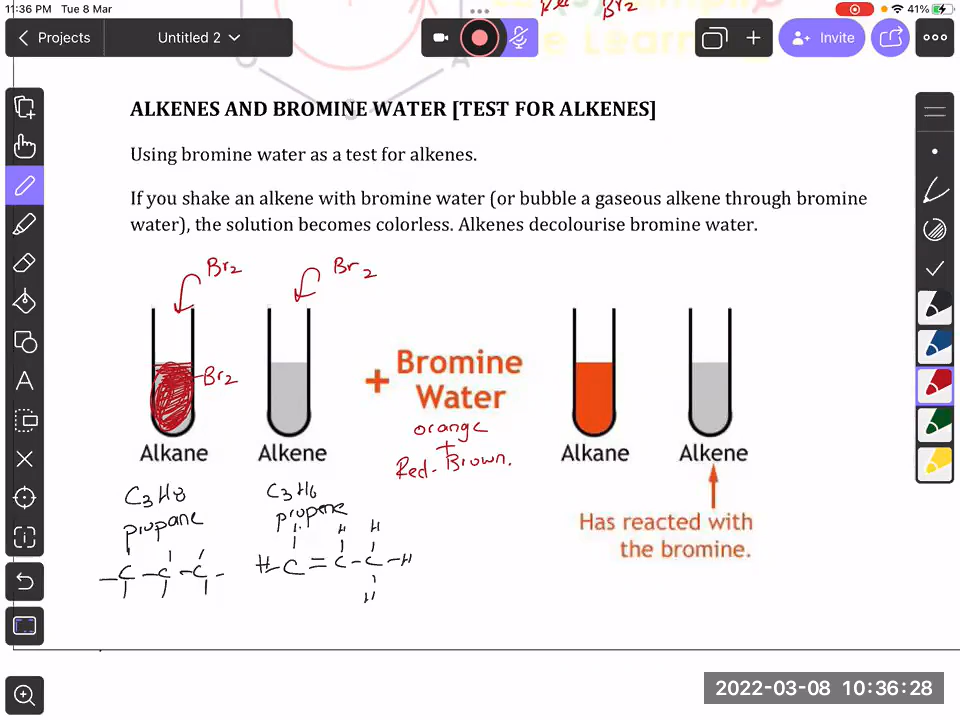 11:36 PM Tue 8 Mar
41%
Br2
Projects
Untitled 2
Invite
ALKENES AND BROMINE WATER [TEST FOR ALKENES]
Using bromine water as a test for alkenes.
If you shake an alkene with bromine water (or bubble a gaseous alkene through bromine
water), the solution becomes colorless. Alkenes decolourise bromine water.
Br2
Br2
Br2
+ Bromine
Water
orange
+
Red-Brown.
Alkane
Alkene
Alkane
Alkene
C3H8
propane
C3H6
propene
Has reacted with
the bromine.
H H H
H-C=C-C-H
H
-C-C-C-
A
2022-03-08 10:36:28